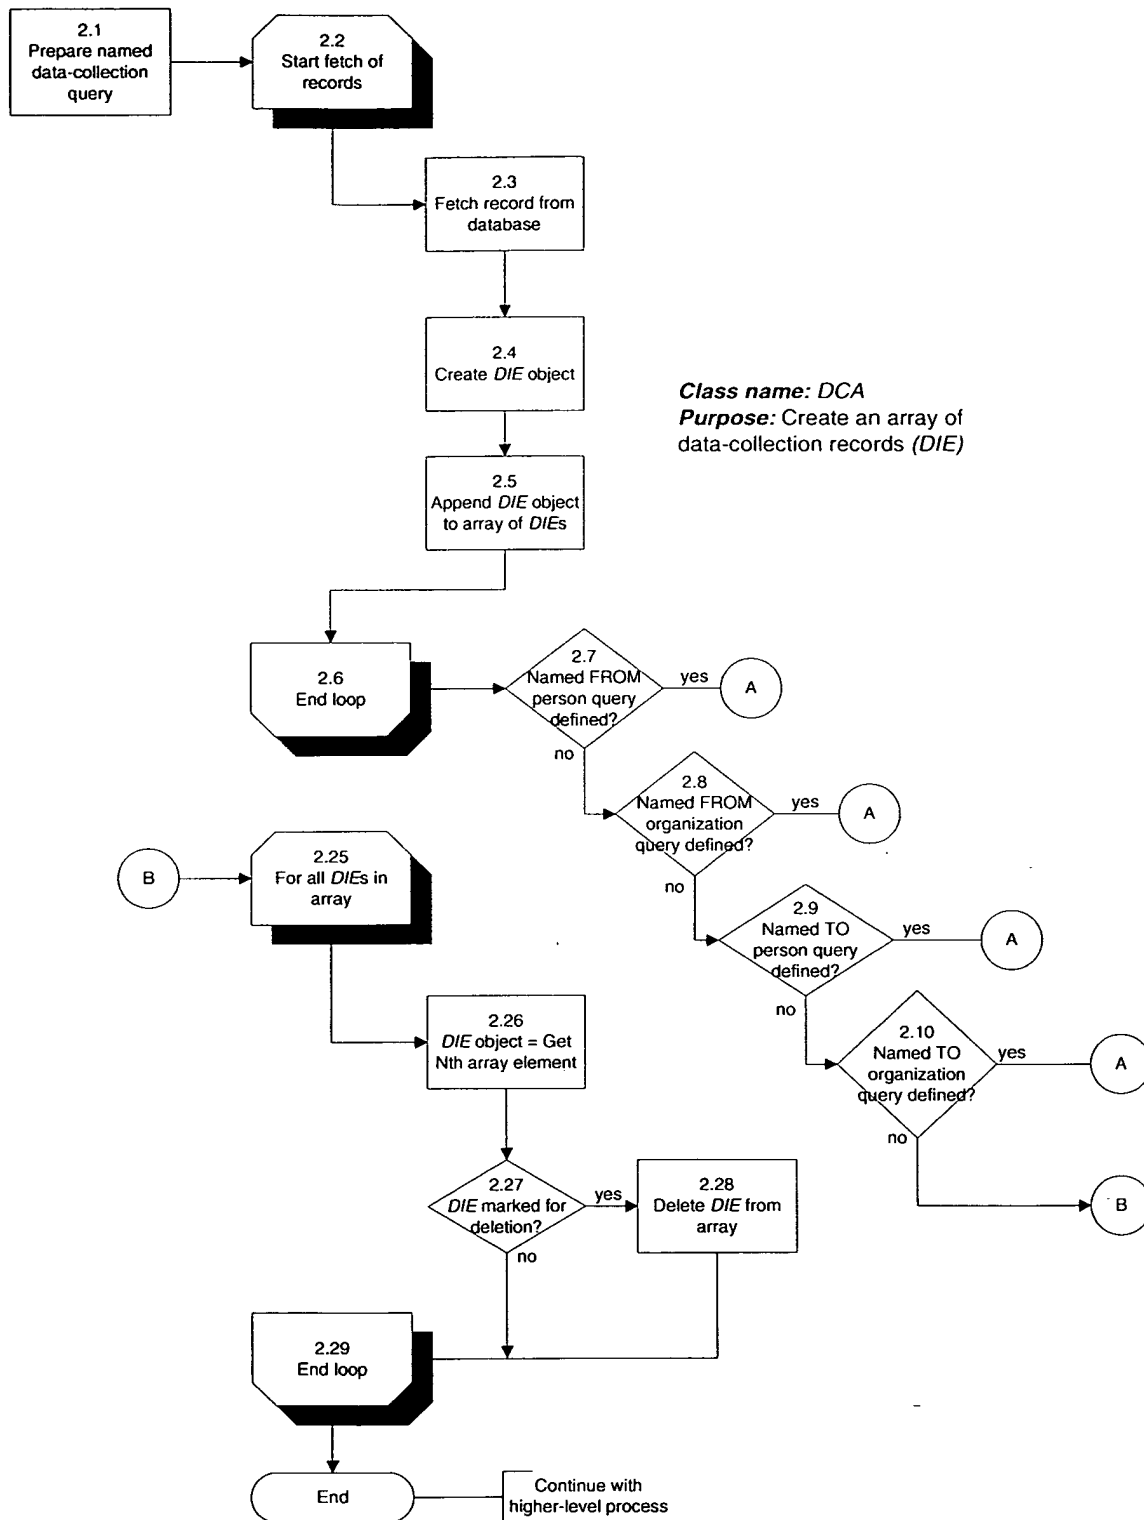 2.1
Prepare named
data-collection
query
2.2
Start fetch of
records
2.3
Fetch record from
database
2.4
Create DIE object
Class name: DCA
Purpose: Create an array of
data-collection records (DIE)
2.5
Append DIE object
to array of DIEs
2.6
End loop
2.7
Named FROM
person query
defined?
yes
A
no
2.8
Named FROM
organization
query defined?
yes
A
no
B
2.25
For all DIEs in
array
2.9
Named TO
person query
defined?
yes
A
no
2.10
Named TO
organization
query defined?
yes
A
no
B
2.26
DIE object = Get
Nth array element
2.27
DIE marked for
deletion?
yes
no
2.28
Delete DIE from
array
2.29
End loop
End
Continue with
higher-level process